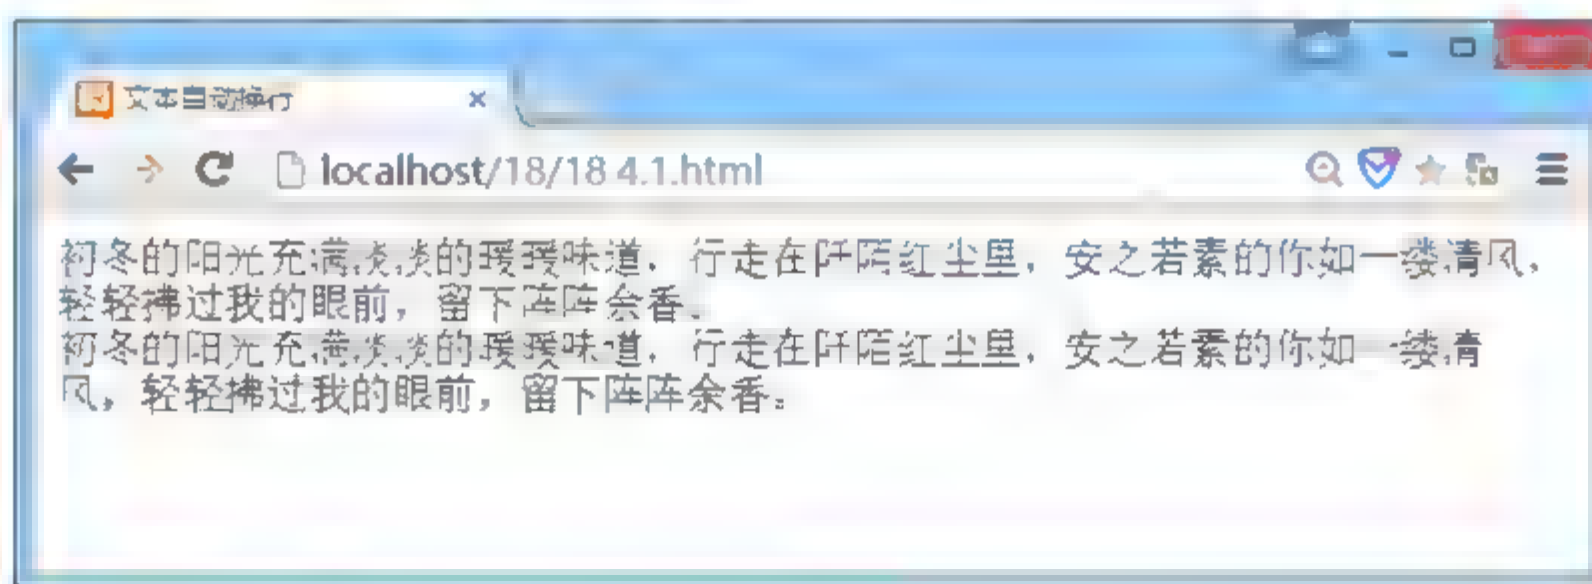 文本自动换行
localhost/18/18 4.1.html
初冬的阳光充满淡淡的暖暖味道，行走在阡陌红尘里，安之若素的你如一缕清风，
轻轻拂过我的眼前，留下阵阵余香。
初冬的阳光充满淡淡的暖暖味道，行走在阡陌红尘里，安之若素的你如一缕清
风，轻轻拂过我的眼前，留下阵阵余香。